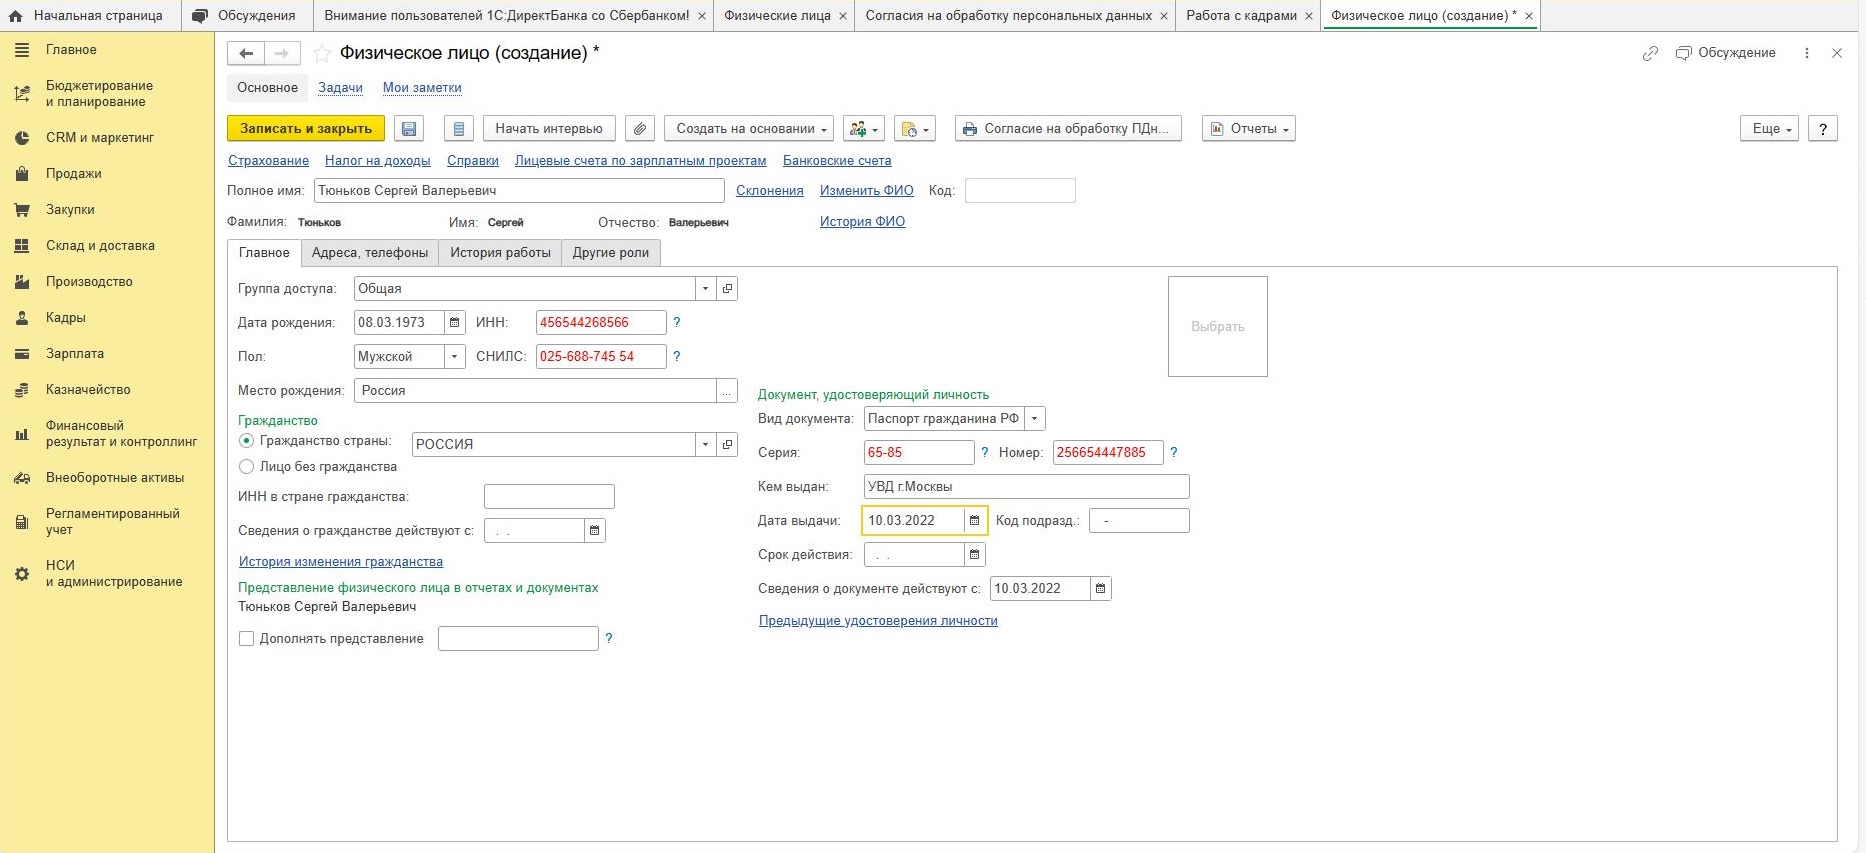 Начальная страница
Обсуждения
Внимание пользователей 1С:ДиректБанка со Сбербанком! ×
Физические лица ×
Согласия на обработку персональных данных ×
Работа с кадрами ×
Физическое лицо (создание) * ×
Главное
Бюджетирование
и планирование
CRM и маркетинг
Продажи
Закупки
Склад и доставка
Производство
Кадры
Зарплата
Казначейство
Финансовый
результат и контроллинг
Внеоборотные активы
Регламентированный
учет
НСИ
и администрирование
Физическое лицо (создание) *
Обсуждение
Основное Задачи Мои заметки
Записать и закрыть Начать интервью Создать на основании Согласие на обработку ПДн... Отчеты Еще ?
Страхование Налог на доходы Справки Лицевые счета по зарплатным проектам Банковские счета
Полное имя: Тюньков Сергей Валерьевич Склонения Изменить ФИО Код:
Фамилия: Тюньков Имя: Сергей Отчество: Валерьевич История ФИО
Главное Адреса, телефоны История работы Другие роли
Группа доступа: Общая
Дата рождения: 08.03.1973 ИНН: 456544268566 ?
Пол: Мужской СНИЛС: 025-688-745 54 ?
Место рождения: Россия ...
Гражданство
Гражданство страны: РОССИЯ
Лицо без гражданства
ИНН в стране гражданства:
Сведения о гражданстве действуют с: . .
История изменения гражданства
Представление физического лица в отчетах и документах
Тюньков Сергей Валерьевич
Дополнять представление ?
Выбрать
Документ, удостоверяющий личность
Вид документа: Паспорт гражданина РФ
Серия: 65-85 ? Номер: 256654447885 ?
Кем выдан: УВД г.Москвы
Дата выдачи: 10.03.2022 Код подразд.: -
Срок действия: . .
Сведения о документе действуют с: 10.03.2022
Предыдущие удостоверения личности